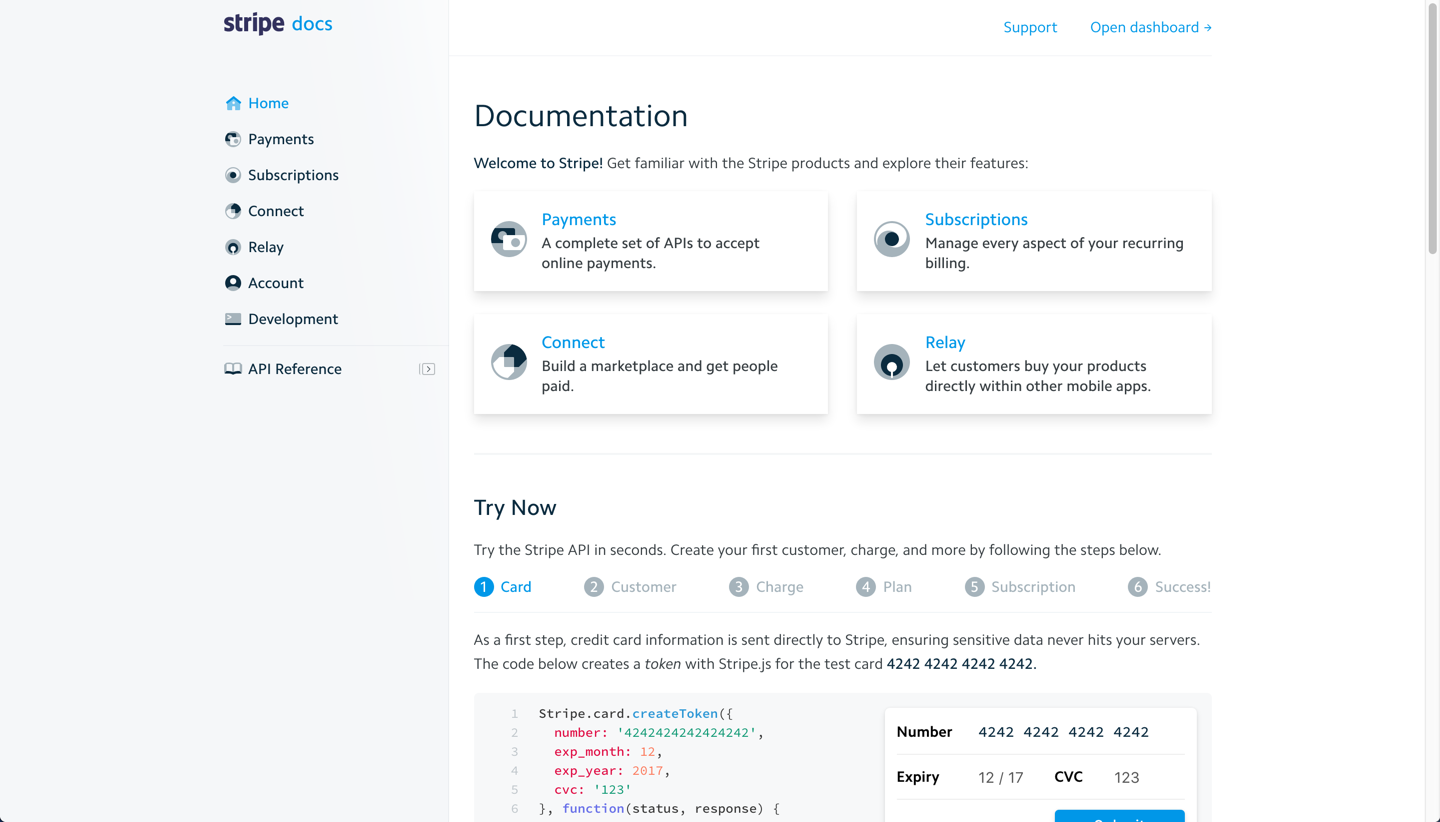 stripe docs
Support
Open dashboard →
Home
Payments
Subscriptions
Connect
Relay
Account
Development
API Reference
Documentation
Welcome to Stripe! Get familiar with the Stripe products and explore their features:
Payments
A complete set of APIs to accept
online payments.
Subscriptions
Manage every aspect of your recurring
billing.
Connect
Build a marketplace and get people
paid.
Relay
Let customers buy your products
directly within other mobile apps.
Try Now
Try the Stripe API in seconds. Create your first customer, charge, and more by following the steps below.
1 Card 2 Customer 3 Charge 4 Plan 5 Subscription 6 Success!
As a first step, credit card information is sent directly to Stripe, ensuring sensitive data never hits your servers.
The code below creates a token with Stripe.js for the test card 4242 4242 4242 4242.
1 Stripe.card.createToken({
2 number: '4242424242424242',
3 exp_month: 12,
4 exp_year: 2017,
5 cvc: '123'
6 }, function(status, response) {
Number 4242 4242 4242 4242
Expiry 12 / 17 CVC 123